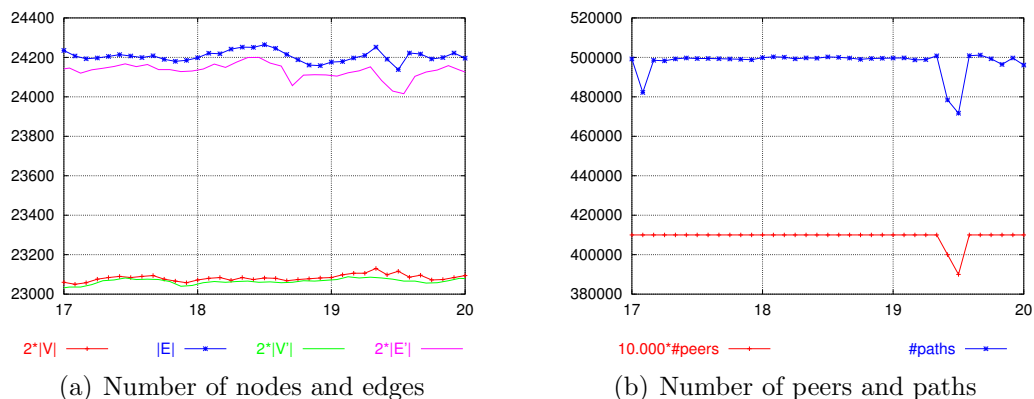 24400
24200
24000
23800
23600
23400
23200
23000
17 18 19 20
2*|V| |E| 2*|V'| 2*|E'|
(a) Number of nodes and edges
520000
500000
480000
460000
440000
420000
400000
380000
17 18 19 20
10.000*#peers #paths
(b) Number of peers and paths